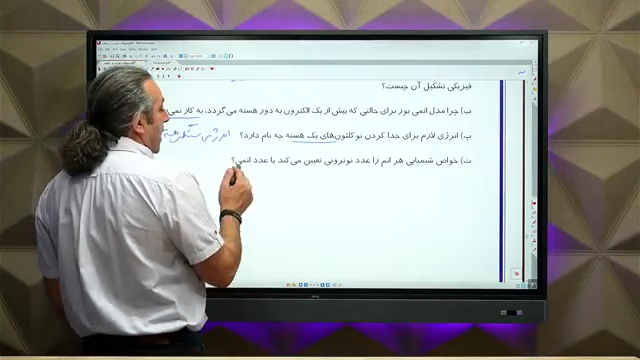 فیزیکی تشکیل آن چیست؟
ب) چرا مدل اتمی بور برای حالتی که بیش از یک الکترون به دور هسته می‌گردد، به کار نمی
پ) انرژی لازم برای جدا کردن نوکلئون‌های یک هسته چه نام دارد؟ انرژی بستگی هسته
ت) خواص شیمیایی هر اتم را عدد نوترونی تعیین می‌کند یا عدد اتمی؟